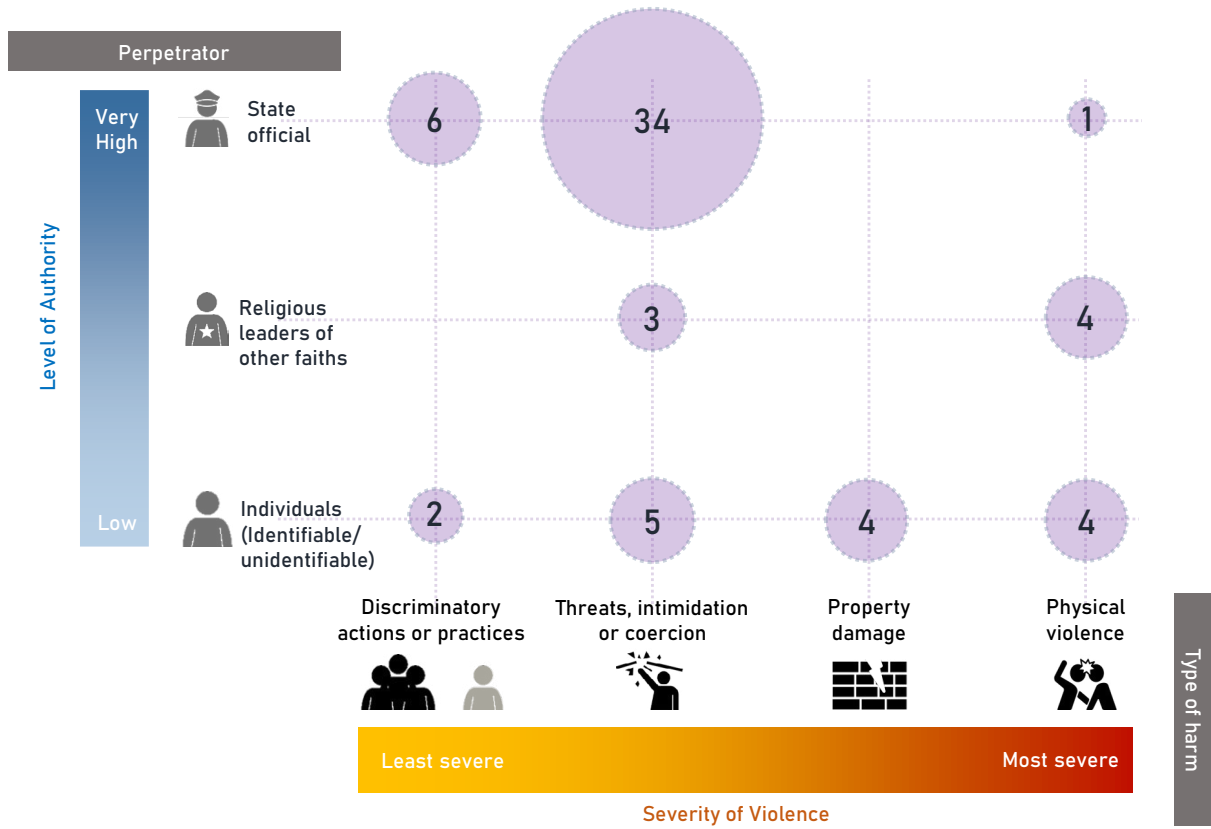 Perpetrator
Very
High
Level of Authority
Low
State
official
6
34
1
Religious
leaders of
other faiths
3
4
Individuals
(Identifiable/
unidentifiable)
2
5
4
4
Discriminatory
actions or practices
Threats, intimidation
or coercion
Property
damage
Physical
violence
Type of harm
Least severe
Most severe
Severity of Violence